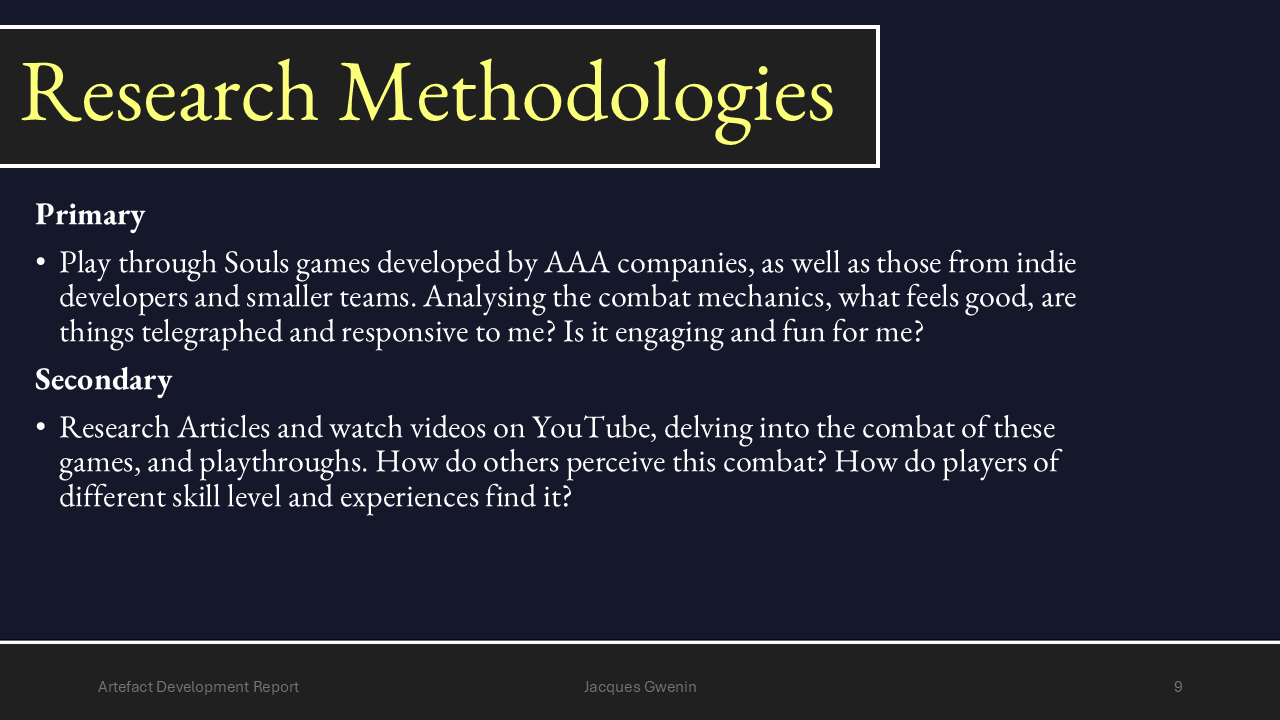 Research Methodologies
Primary
• Play through Souls games developed by AAA companies, as well as those from indie
developers and smaller teams. Analysing the combat mechanics, what feels good, are
things telegraphed and responsive to me? Is it engaging and fun for me?
Secondary
• Research Articles and watch videos on YouTube, delving into the combat of these
games, and playthroughs. How do others perceive this combat? How do players of
different skill level and experiences find it?
Artefact Development Report
Jacques Gwenin
9